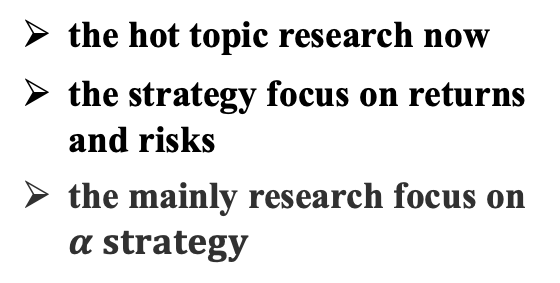 ➢ the hot topic research now
➢ the strategy focus on returns
and risks
➢ the mainly research focus on
α strategy